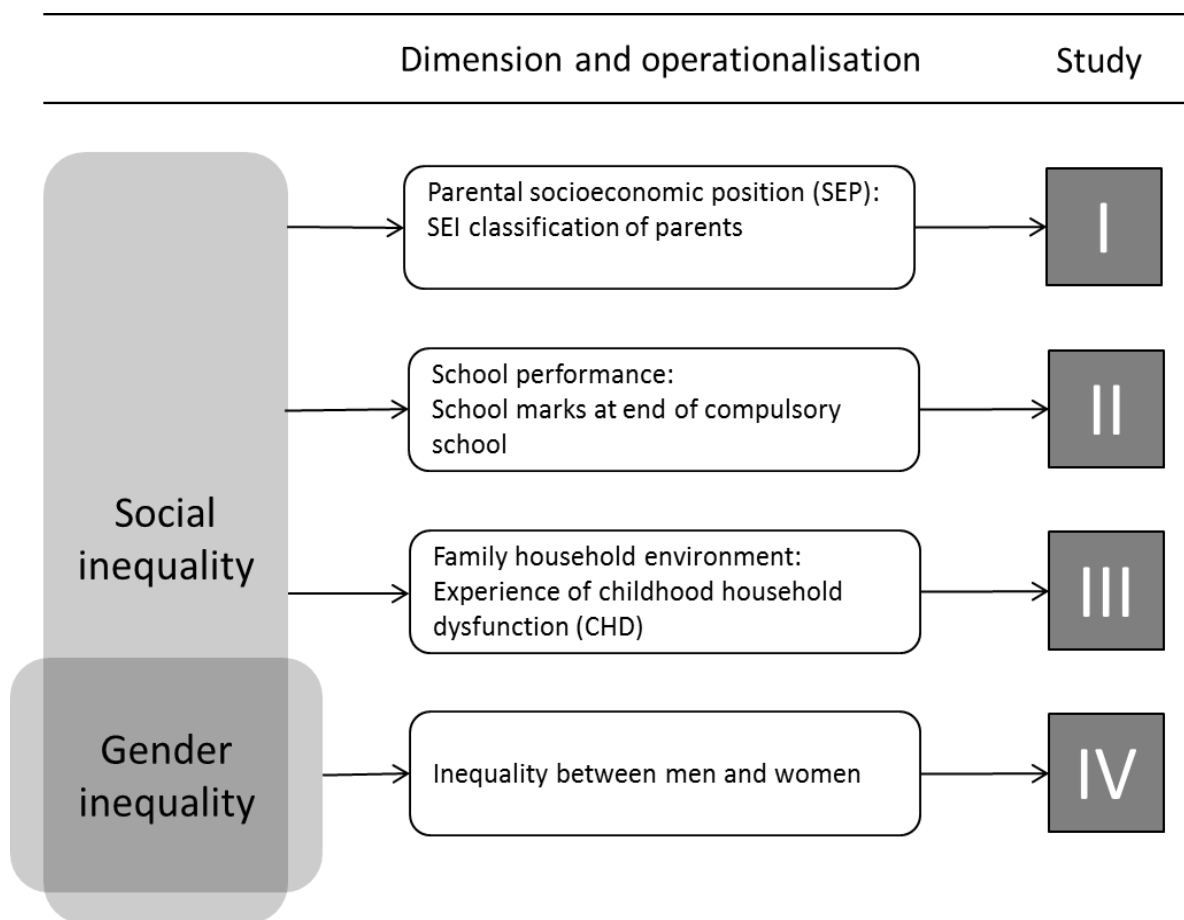 Dimension and operationalisation Study
Parental socioeconomic position (SEP):
SEI classification of parents
I
School performance:
School marks at end of compulsory
school
II
Social
inequality
Family household environment:
Experience of childhood household
dysfunction (CHD)
III
Gender
inequality
Inequality between men and women
IV